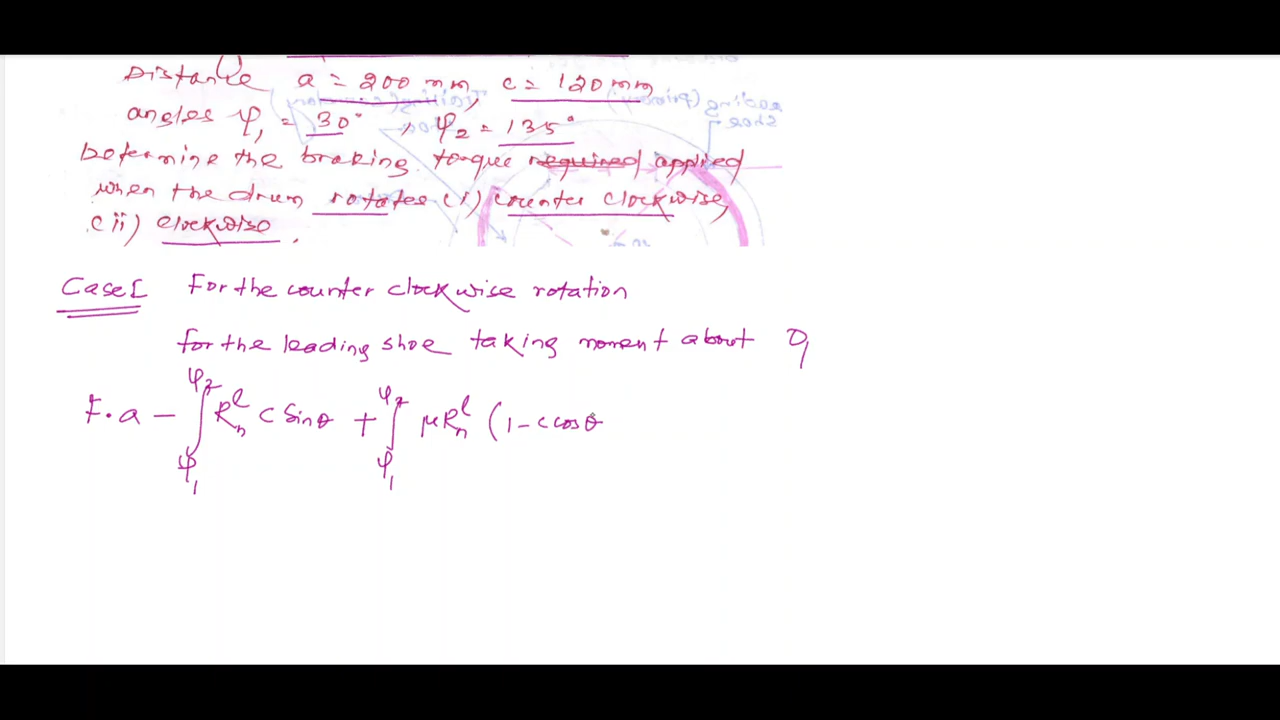 Distance a = 200 mm, c = 120 mm
angles φ₁ = 30°, φ₂ = 135°
Determine the braking torque required applied
when the drum rotates (i) counter clockwise,
(ii) clockwise.
Case I For the counter clockwise rotation
for the leading shoe taking moment about O₁
F.a - ∫_{φ₁}^{φ₂} R_n^l c sinθ + ∫_{φ₁}^{φ₂} μR_n^l (1-c cosθ